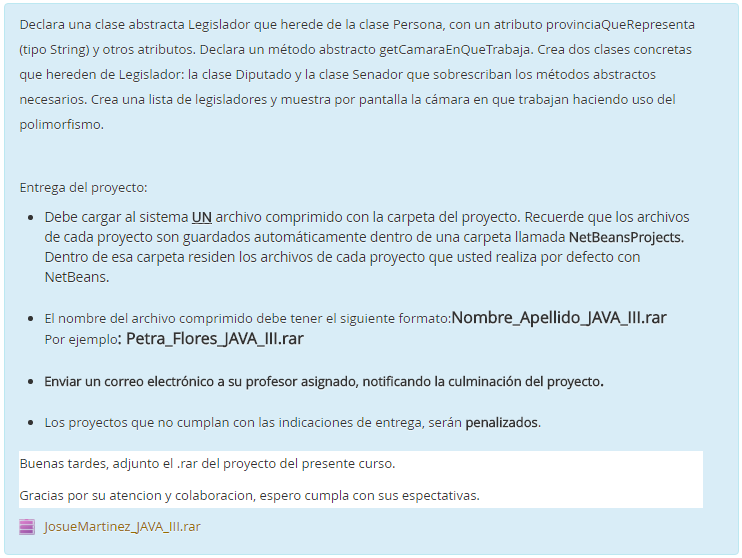 Declara una clase abstracta Legislador que herede de la clase Persona, con un atributo provinciaQueRepresenta
(tipo String) y otros atributos. Declara un método abstracto getCamaraEnQueTrabaja. Crea dos clases concretas
que hereden de Legislador: la clase Diputado y la clase Senador que sobrescriban los métodos abstractos
necesarios. Crea una lista de legisladores y muestra por pantalla la cámara en que trabajan haciendo uso del
polimorfismo.
Entrega del proyecto:
• Debe cargar al sistema UN archivo comprimido con la carpeta del proyecto. Recuerde que los archivos
de cada proyecto son guardados automáticamente dentro de una carpeta llamada NetBeansProjects.
Dentro de esa carpeta residen los archivos de cada proyecto que usted realiza por defecto con
NetBeans.
• El nombre del archivo comprimido debe tener el siguiente formato:Nombre_Apellido_JAVA_III.rar
Por ejemplo: Petra_Flores_JAVA_III.rar
• Enviar un correo electrónico a su profesor asignado, notificando la culminación del proyecto.
• Los proyectos que no cumplan con las indicaciones de entrega, serán penalizados.
Buenas tardes, adjunto el .rar del proyecto del presente curso.
Gracias por su atencion y colaboracion, espero cumpla con sus espectativas.
JosueMartinez_JAVA_III.rar